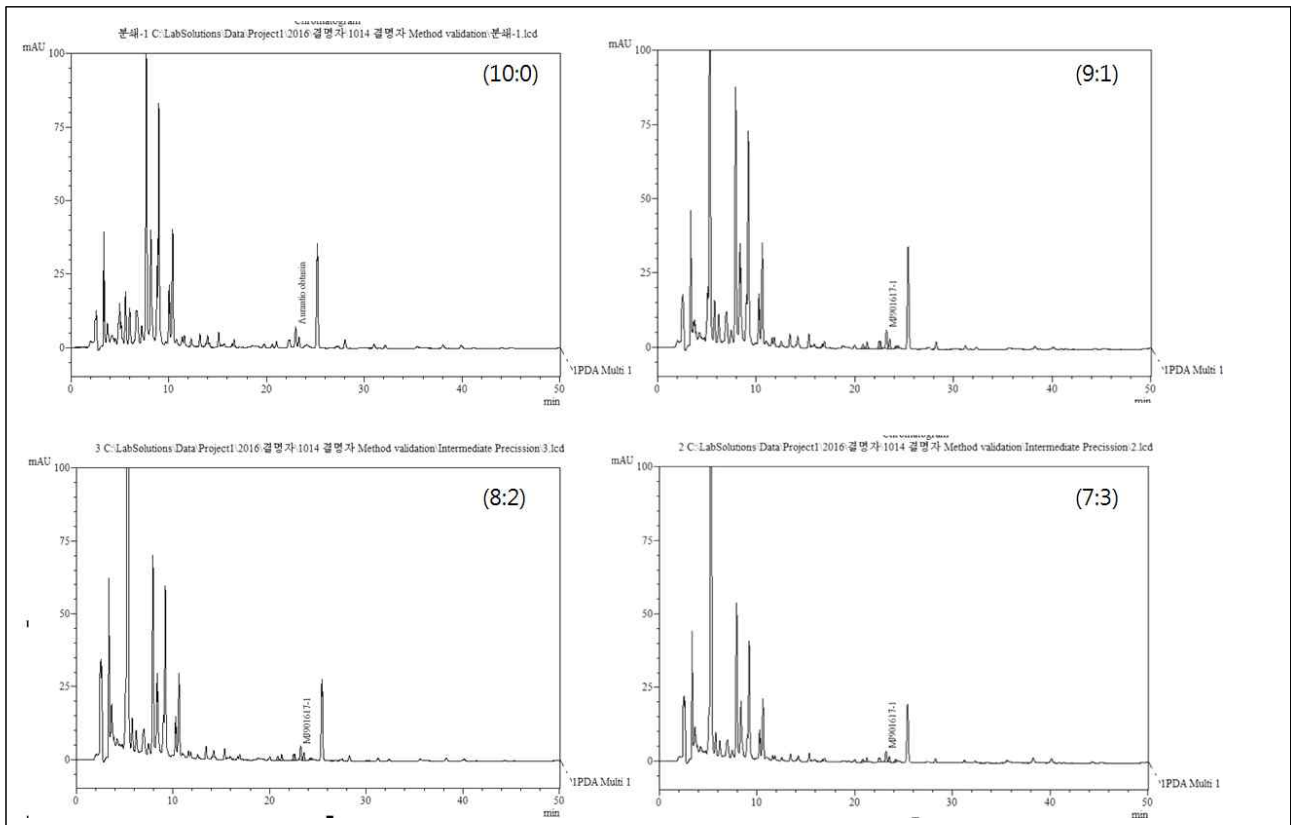 Chromatogram
분쇄-1 C:\LabSolutions\Data\Project1\2016\결명자\1014 결명자 Method validation\분쇄-1.lcd
mAU
100
75
50
25
0
(10:0)
Aurantio obtusin
0 10 20 30 40 50
min
1PDA Multi 1
mAU
100
75
50
25
0
(9:1)
MP901617-1
0 10 20 30 40 50
min
1PDA Multi 1
3 C:\LabSolutions\Data\Project1\2016\결명자\1014 결명자 Method validation\Intermediate Precission\3.lcd
mAU
100
75
50
25
0
(8:2)
MP901617-1
0 10 20 30 40 50
min
1PDA Multi 1
Chromatogram
2 C:\LabSolutions\Data\Project1\2016\결명자\1014 결명자 Method validation\Intermediate Precission\2.lcd
mAU
100
75
50
25
0
(7:3)
MP901617-1
0 10 20 30 40 50
min
1PDA Multi 1